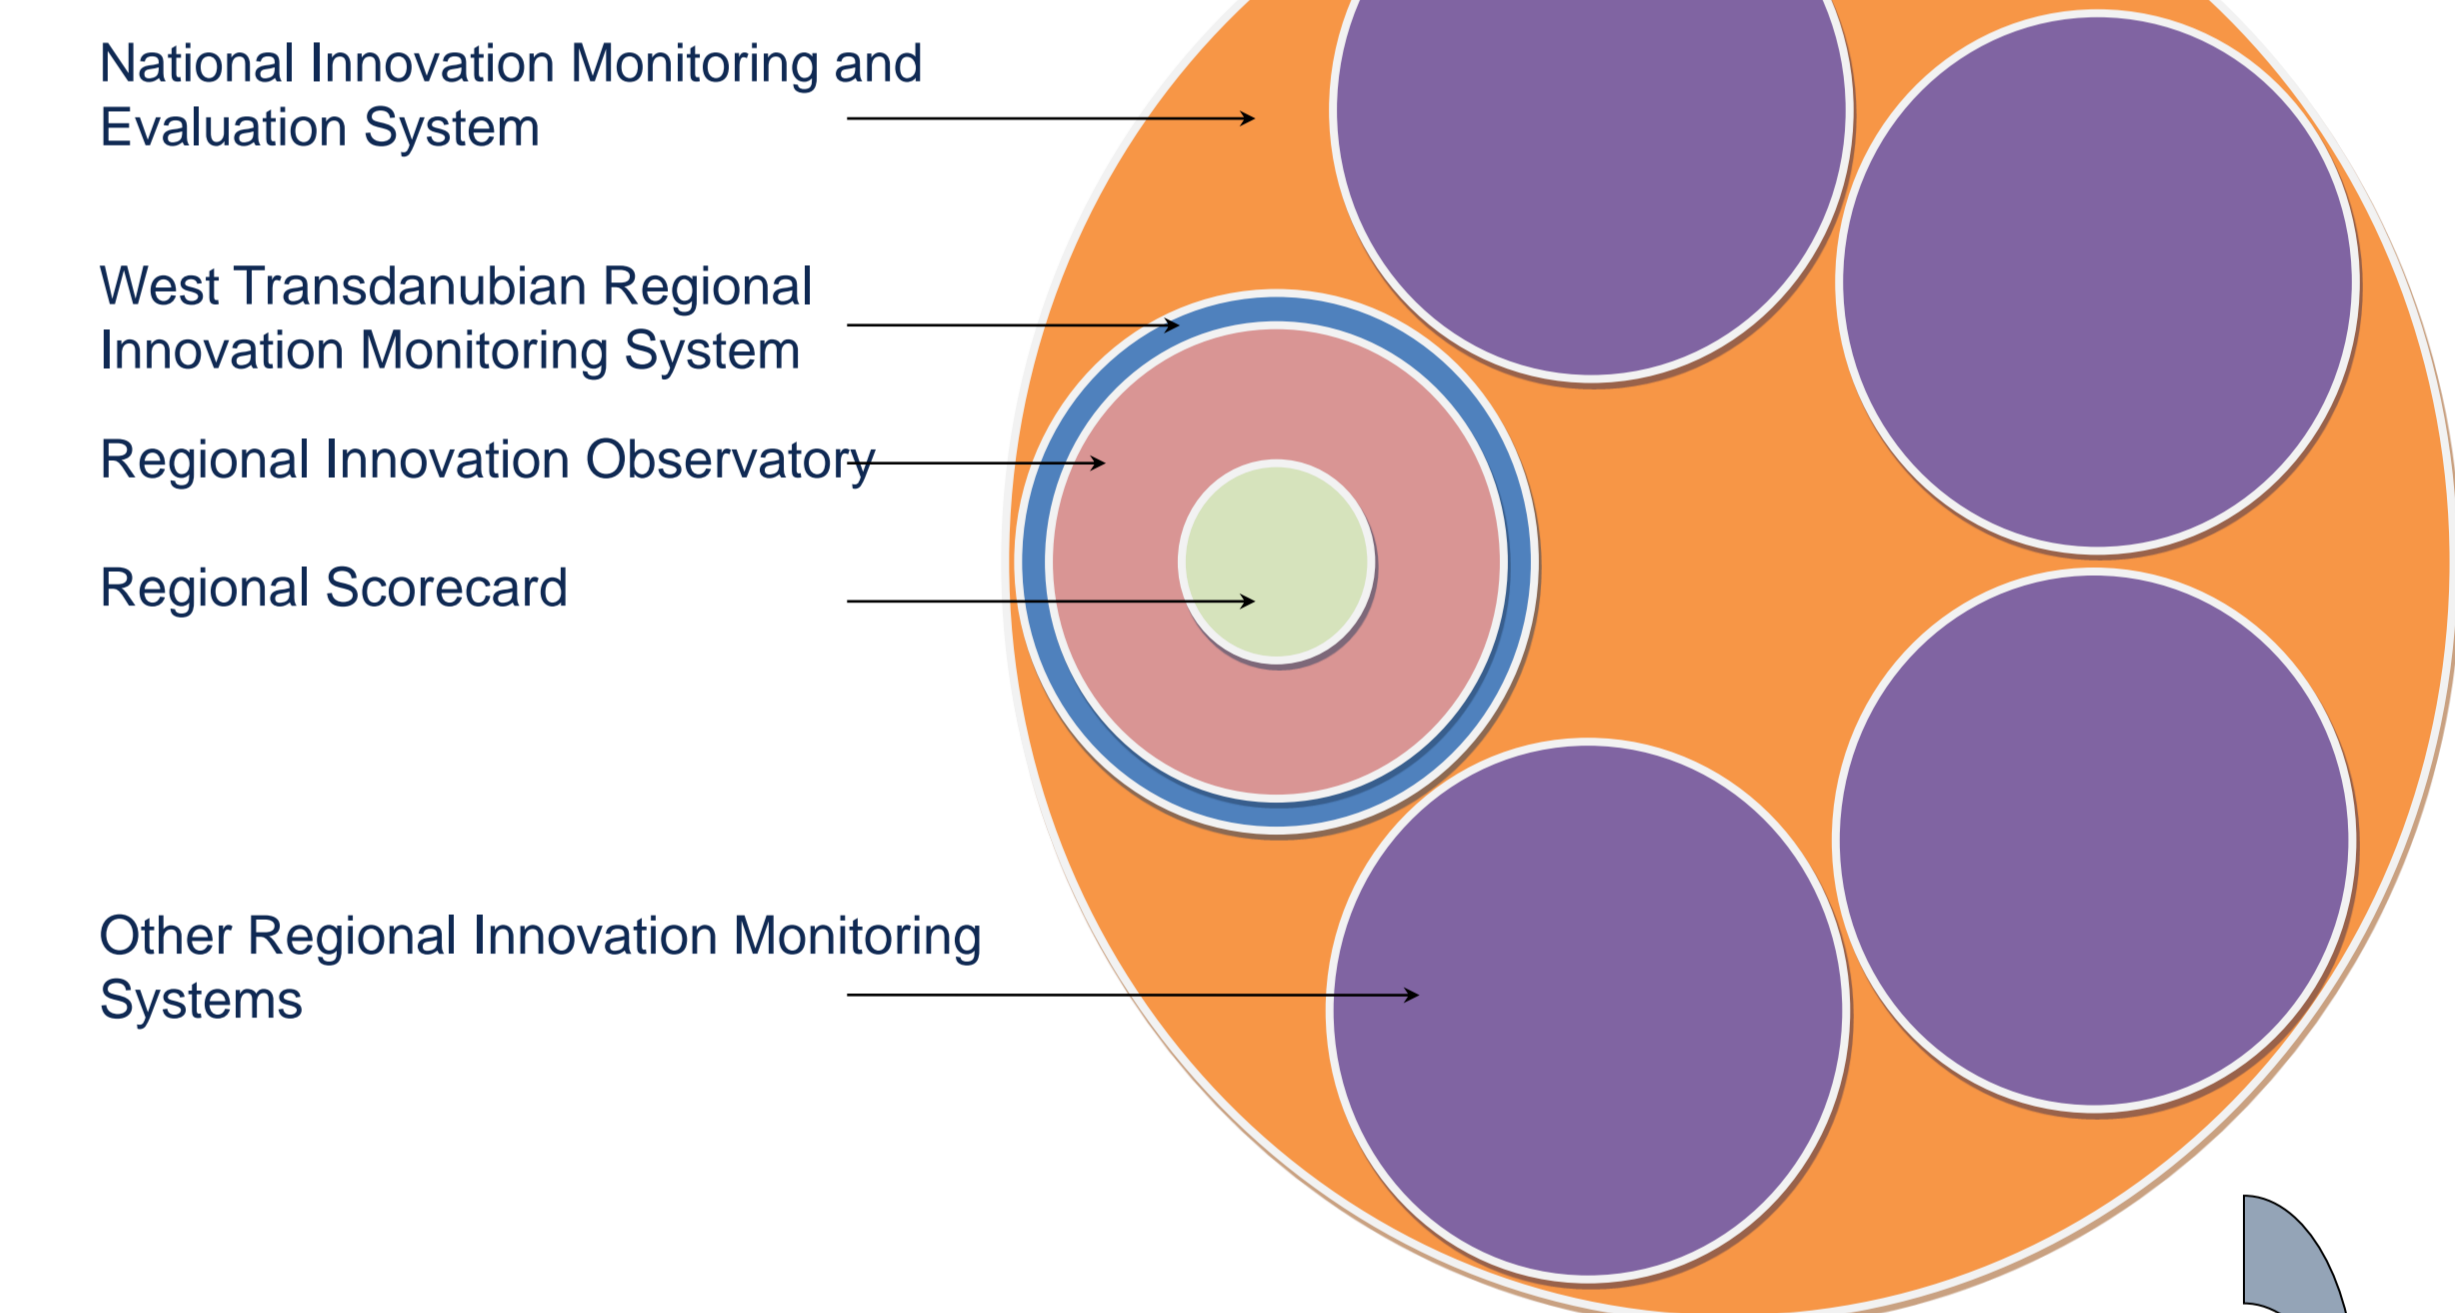 National Innovation Monitoring and
Evaluation System
West Transdanubian Regional
Innovation Monitoring System
Regional Innovation Observatory
Regional Scorecard
Other Regional Innovation Monitoring
Systems